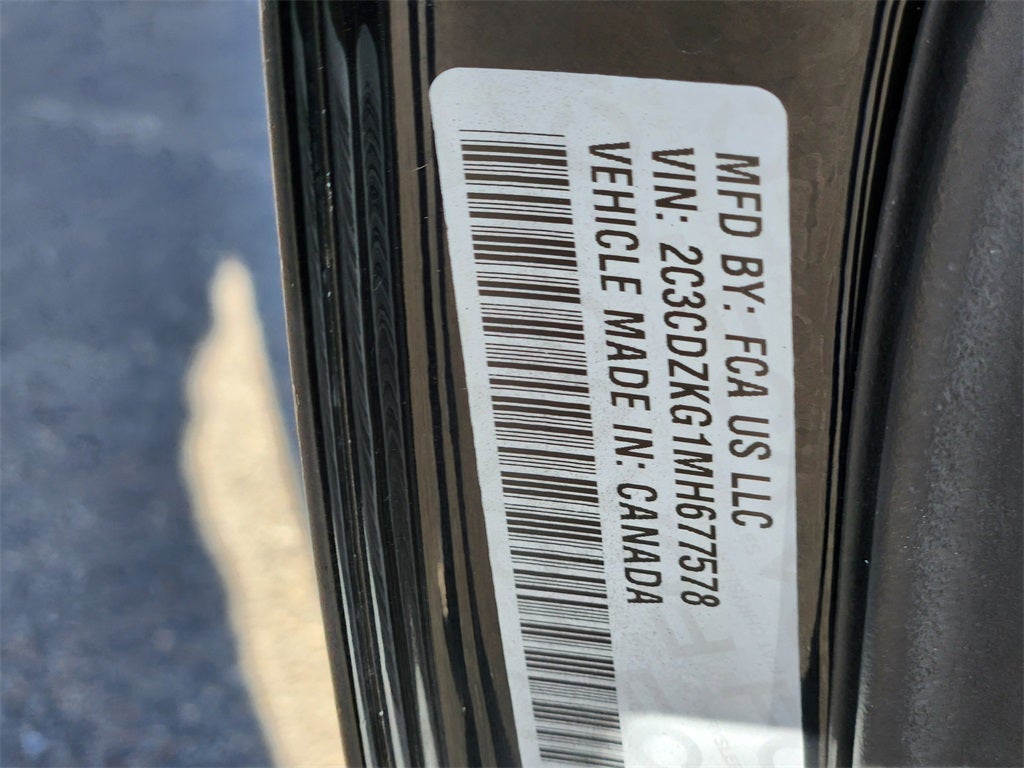 MFD BY: FCA US LLC
VIN: 2C3CDZKG1MH677578
VEHICLE MADE IN: CANADA